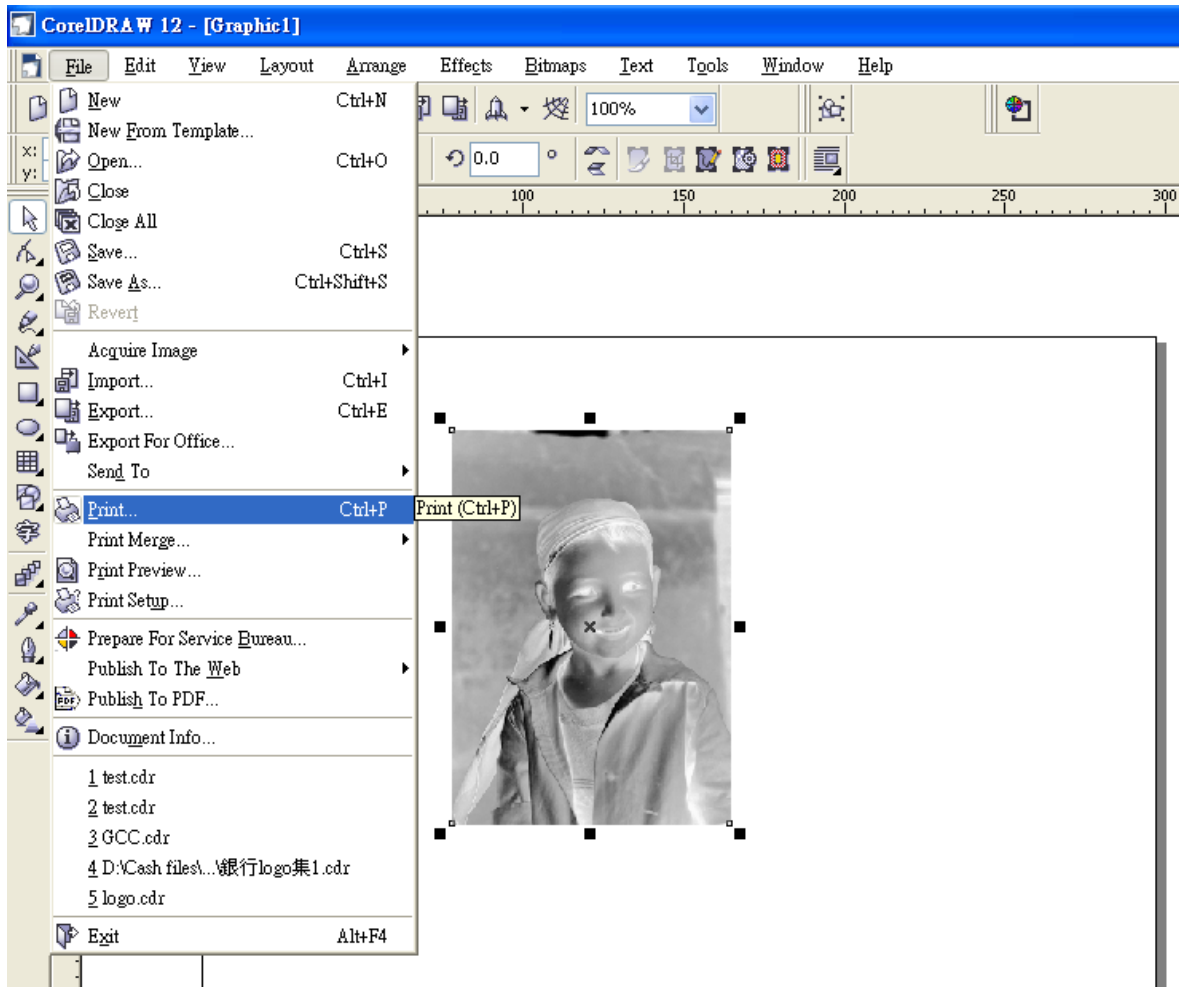 CorelDRAW 12 - [Graphic1]
File Edit View Layout Arrange Effects Bitmaps Text Tools Window Help
New Ctrl+N
100%
New From Template...
x:
Open... Ctrl+O
0.0 °
y:
Close
100 150 200 250 300
Close All
Save... Ctrl+S
Save As... Ctrl+Shift+S
Revert
Acquire Image
Import... Ctrl+I
Export... Ctrl+E
Export For Office...
Send To
Print... Ctrl+P
Print (Ctrl+P)
Print Merge...
Print Preview...
字
Print Setup...
Prepare For Service Bureau...
Publish To The Web
PDF
Publish To PDF...
Document Info...
1 test.cdr
2 test.cdr
3 GCC.cdr
4 D:\Cash files\...\銀行logo集1.cdr
5 logo.cdr
Exit Alt+F4